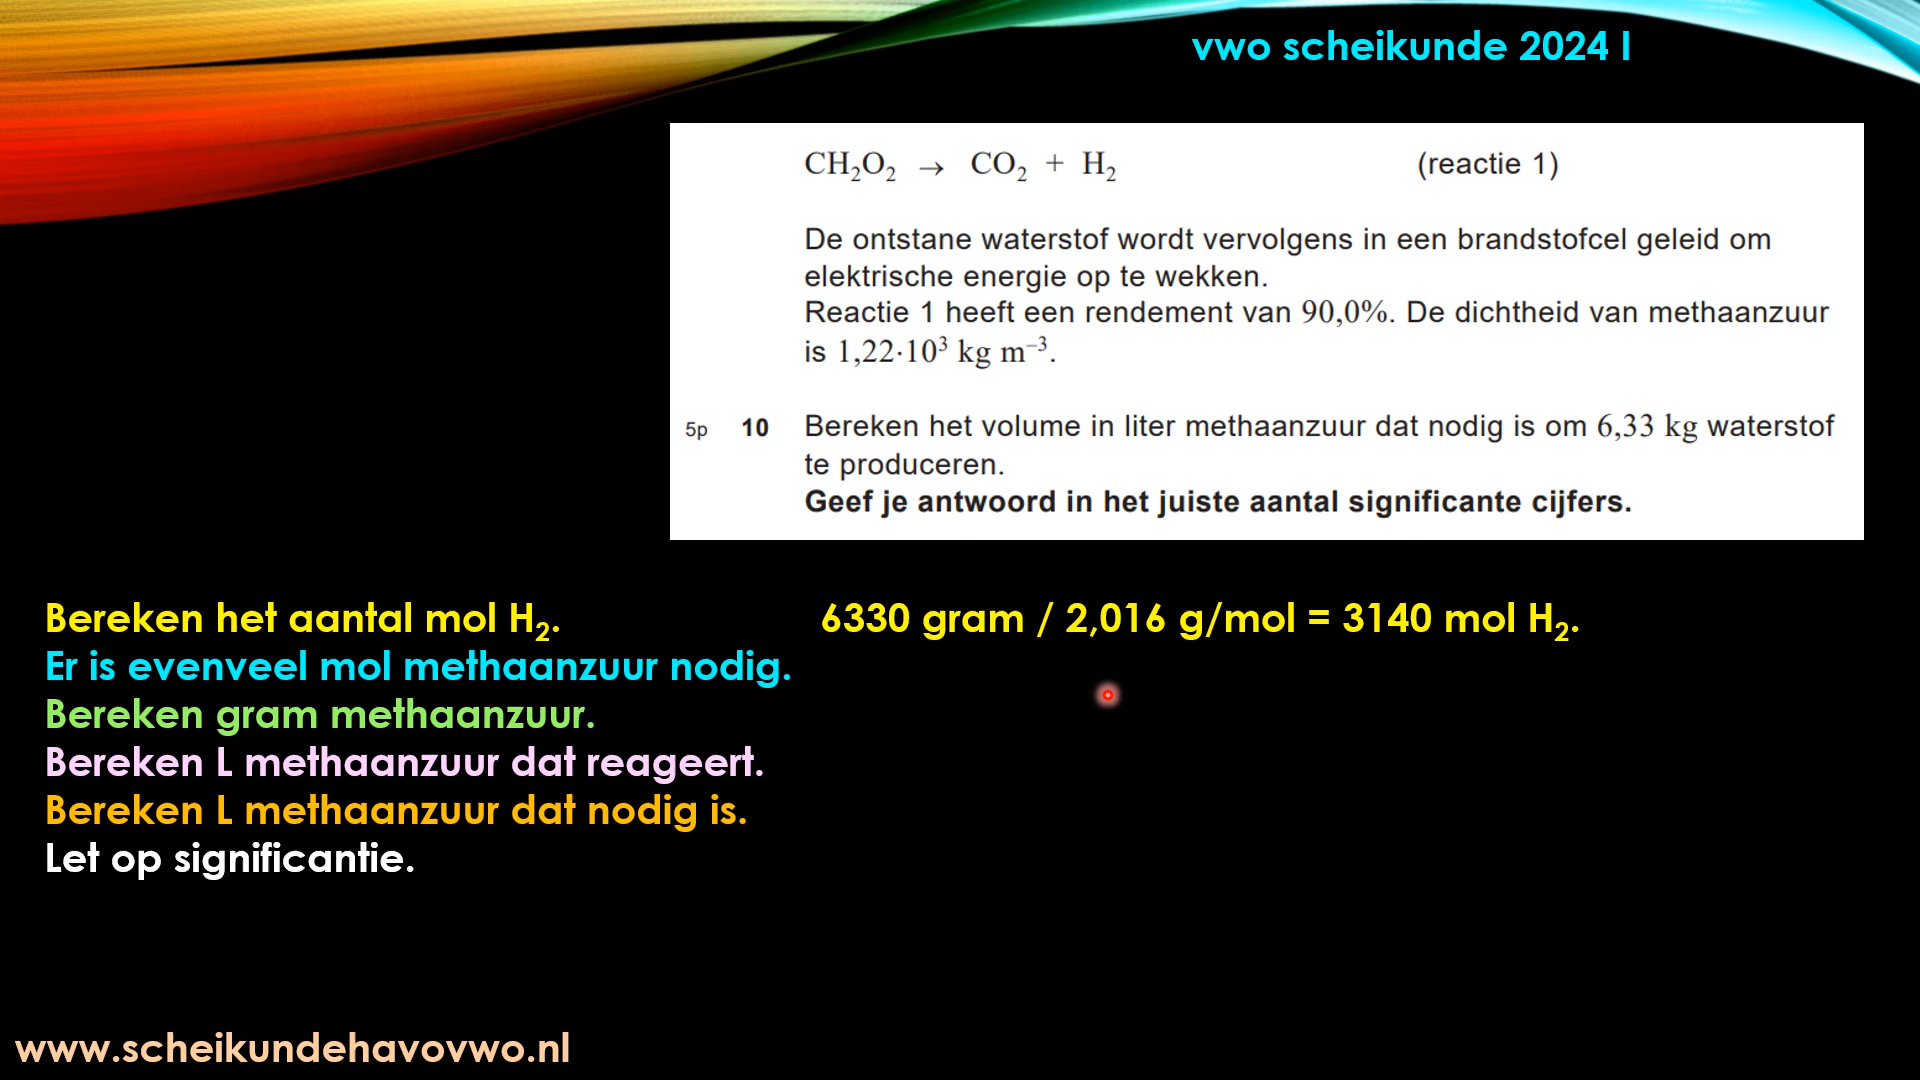 vwo scheikunde 2024 I
CH₂O₂ → CO₂ + H₂ (reactie 1)
De ontstane waterstof wordt vervolgens in een brandstofcel geleid om
elektrische energie op te wekken.
Reactie 1 heeft een rendement van 90,0%. De dichtheid van methaanzuur
is 1,22·10³ kg m⁻³.
5p 10 Bereken het volume in liter methaanzuur dat nodig is om 6,33 kg waterstof
te produceren.
Geef je antwoord in het juiste aantal significante cijfers.
Bereken het aantal mol H₂. 6330 gram / 2,016 g/mol = 3140 mol H₂.
Er is evenveel mol methaanzuur nodig.
Bereken gram methaanzuur.
Bereken L methaanzuur dat reageert.
Bereken L methaanzuur dat nodig is.
Let op significantie.
www.scheikundehavovwo.nl